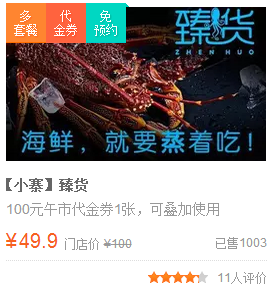 多
套餐
代
金券
免
预约
臻货
ZHEN HUO
海鲜，就要蒸着吃！
【小寨】臻货
100元午市代金券1张，可叠加使用
¥49.9 门店价 ¥100 已售1003
11人评价